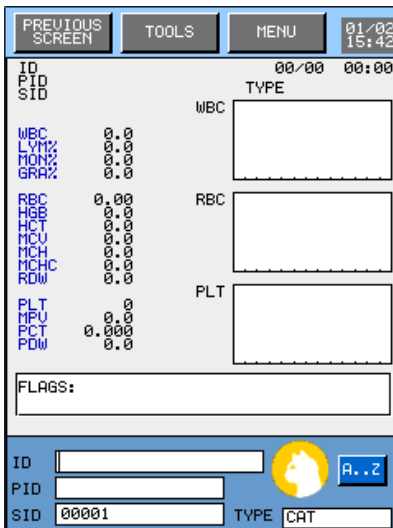 PREVIOUS SCREEN TOOLS MENU 01/02 15:42
ID 00/00 00:00
PID
SID TYPE
WBC
WBC 0.0
LYM% 0.0
MON% 0.0
GRA% 0.0
RBC 0.00 RBC
HGB 0.0
HCT 0.0
MCV 0.0
MCH 0.0
MCHC 0.0
RDW 0.0
PLT
PLT 0
MPV 0.0
PCT 0.000
PDW 0.0
FLAGS:
ID A..Z
PID
SID 00001 TYPE CAT